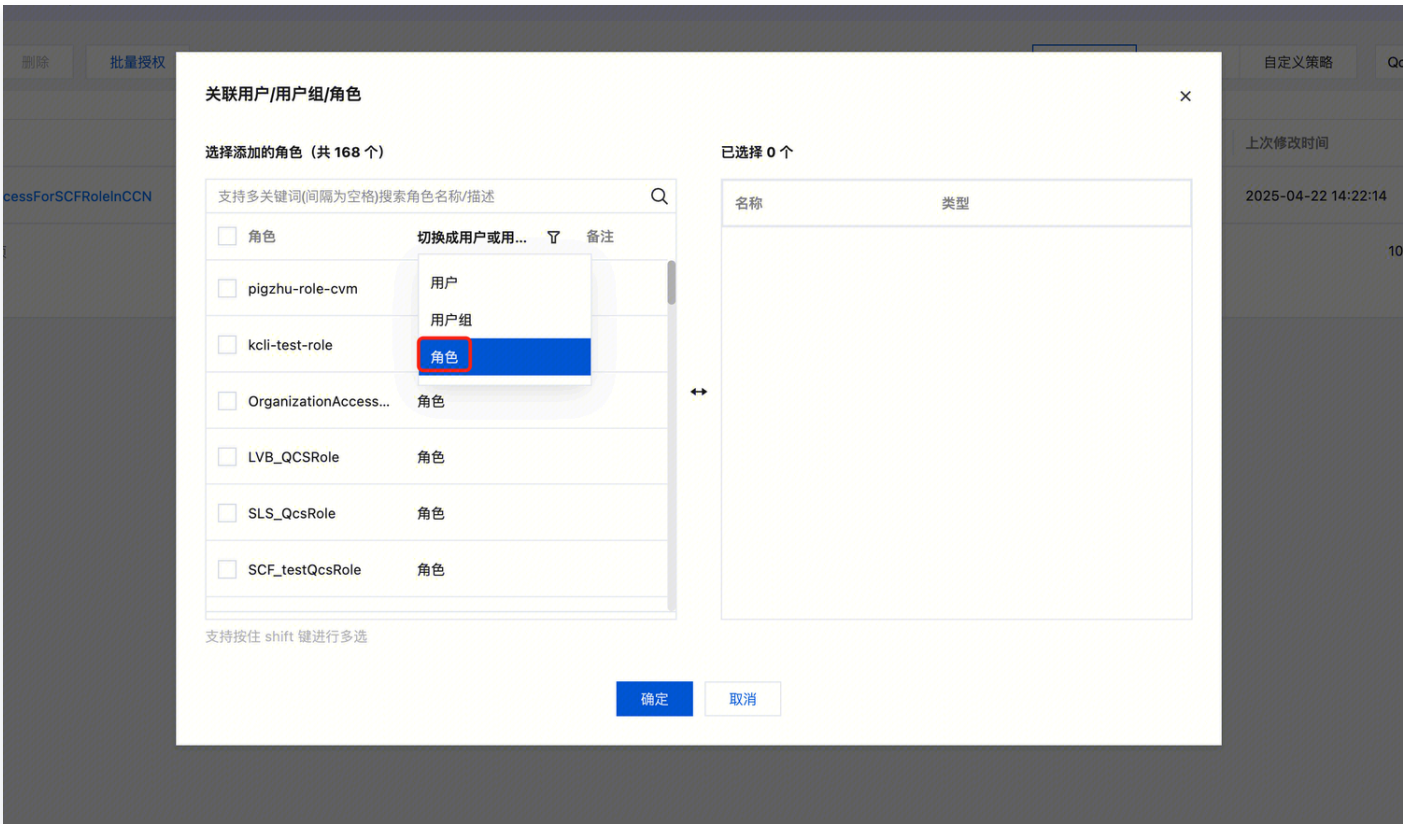 删除
批量授权
自定义策略
关联用户/用户组/角色
选择添加的角色（共 168 个）
已选择 0 个
上次修改时间
支持多关键词(间隔为空格)搜索角色名称/描述
名称
类型
cessForSCFRoleInCCN
2025-04-22 14:22:14
角色
切换成用户或用...
备注
10
用户
pigzhu-role-cvm
用户组
kcli-test-role
角色
OrganizationAccess...
角色
LVB_QCSRole
角色
SLS_QcsRole
角色
SCF_testQcsRole
角色
支持按住 shift 键进行多选
确定
取消